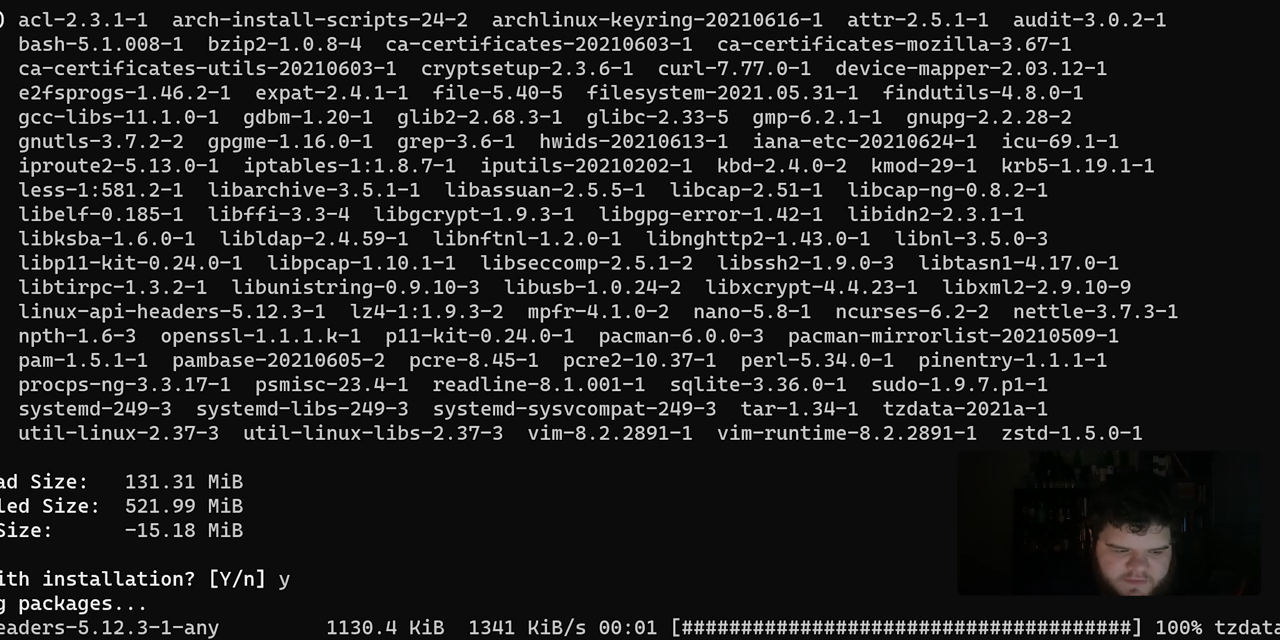 ) acl-2.3.1-1 arch-install-scripts-24-2 archlinux-keyring-20210616-1 attr-2.5.1-1 audit-3.0.2-1
bash-5.1.008-1 bzip2-1.0.8-4 ca-certificates-20210603-1 ca-certificates-mozilla-3.67-1
ca-certificates-utils-20210603-1 cryptsetup-2.3.6-1 curl-7.77.0-1 device-mapper-2.03.12-1
e2fsprogs-1.46.2-1 expat-2.4.1-1 file-5.40-5 filesystem-2021.05.31-1 findutils-4.8.0-1
gcc-libs-11.1.0-1 gdbm-1.20-1 glib2-2.68.3-1 glibc-2.33-5 gmp-6.2.1-1 gnupg-2.2.28-2
gnutls-3.7.2-2 gpgme-1.16.0-1 grep-3.6-1 hwids-20210613-1 iana-etc-20210624-1 icu-69.1-1
iproute2-5.13.0-1 iptables-1:1.8.7-1 iputils-20210202-1 kbd-2.4.0-2 kmod-29-1 krb5-1.19.1-1
less-1:581.2-1 libarchive-3.5.1-1 libassuan-2.5.5-1 libcap-2.51-1 libcap-ng-0.8.2-1
libelf-0.185-1 libffi-3.3-4 libgcrypt-1.9.3-1 libgpg-error-1.42-1 libidn2-2.3.1-1
libksba-1.6.0-1 libldap-2.4.59-1 libnftnl-1.2.0-1 libnghttp2-1.43.0-1 libnl-3.5.0-3
libp11-kit-0.24.0-1 libpcap-1.10.1-1 libseccomp-2.5.1-2 libssh2-1.9.0-3 libtasn1-4.17.0-1
libtirpc-1.3.2-1 libunistring-0.9.10-3 libusb-1.0.24-2 libxcrypt-4.4.23-1 libxml2-2.9.10-9
linux-api-headers-5.12.3-1 lz4-1:1.9.3-2 mpfr-4.1.0-2 nano-5.8-1 ncurses-6.2-2 nettle-3.7.3-1
npth-1.6-3 openssl-1.1.1.k-1 p11-kit-0.24.0-1 pacman-6.0.0-3 pacman-mirrorlist-20210509-1
pam-1.5.1-1 pambase-20210605-2 pcre-8.45-1 pcre2-10.37-1 perl-5.34.0-1 pinentry-1.1.1-1
procps-ng-3.3.17-1 psmisc-23.4-1 readline-8.1.001-1 sqlite-3.36.0-1 sudo-1.9.7.p1-1
systemd-249-3 systemd-libs-249-3 systemd-sysvcompat-249-3 tar-1.34-1 tzdata-2021a-1
util-linux-2.37-3 util-linux-libs-2.37-3 vim-8.2.2891-1 vim-runtime-8.2.2891-1 zstd-1.5.0-1
ad Size: 131.31 MiB
led Size: 521.99 MiB
Size: -15.18 MiB
ith installation? [Y/n] y
g packages...
eaders-5.12.3-1-any 1130.4 KiB 1341 KiB/s 00:01 [######################################] 100% tzdata